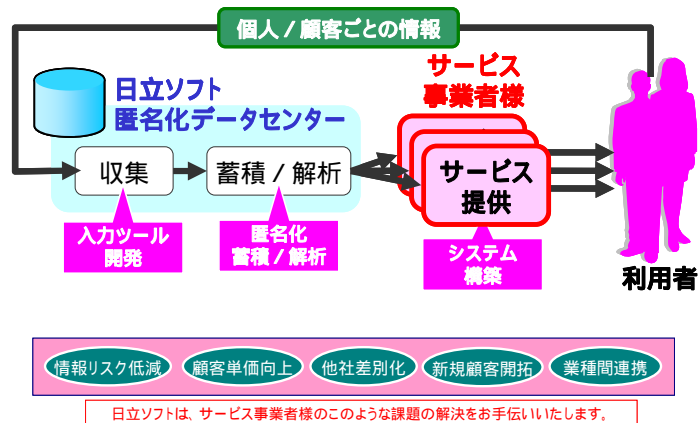 個人／顧客ごとの情報
日立ソフト
匿名化データセンター
サービス
事業者様
収集
蓄積／解析
サービス
提供
入力ツール
開発
匿名化
蓄積／解析
システム
構築
利用者
情報リスク低減
顧客単価向上
他社差別化
新規顧客開拓
業種間連携
日立ソフトは、サービス事業者様のこのような課題の解決をお手伝いいたします。